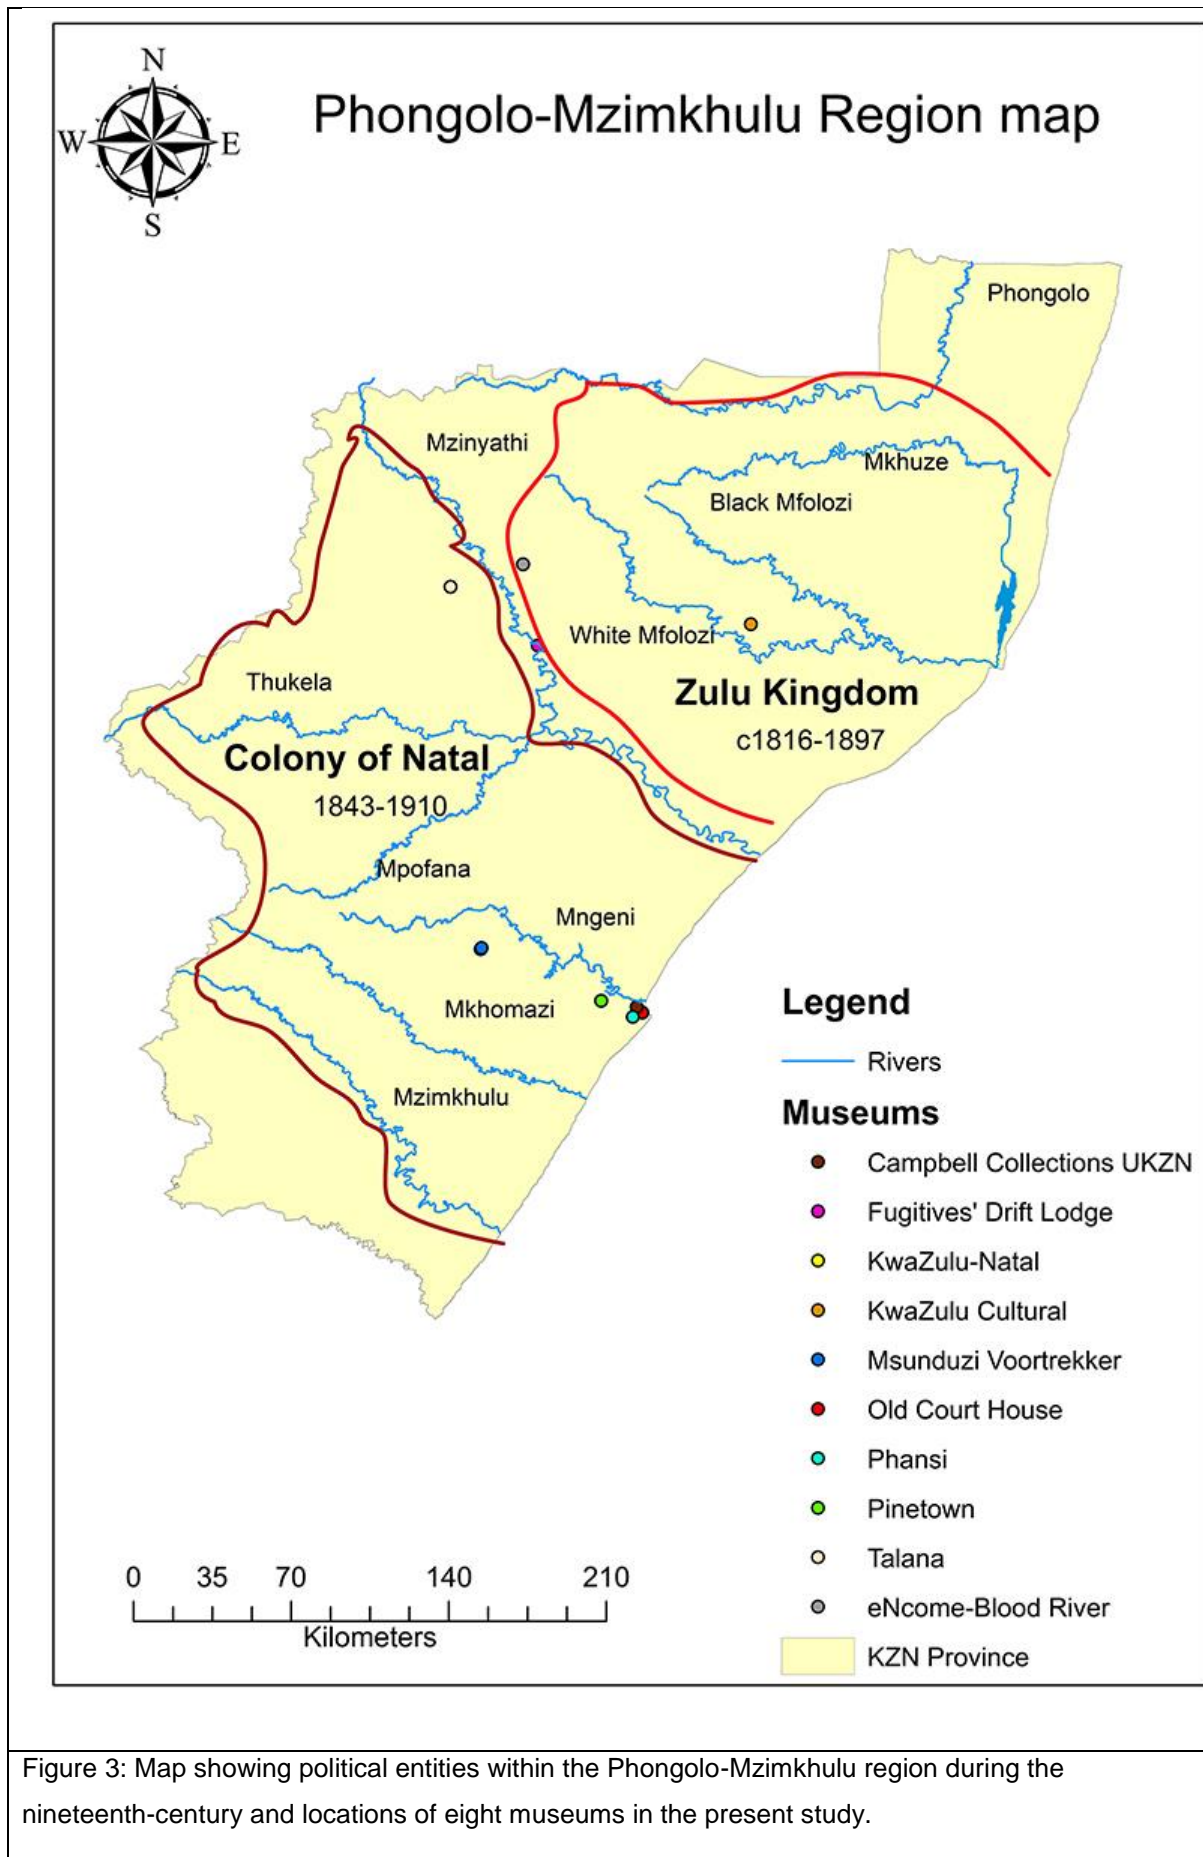 N
W
E
S
Phongolo-Mzimkhulu Region map
Phongolo
Mzinyathi
Mkhuze
Black Mfolozi
White Mfolozi
Thukela
Zulu Kingdom
c1816-1897
Colony of Natal
1843-1910
Mpofana
Mngeni
Mkhomazi
Mzimkhulu
Legend
Rivers
Museums
Campbell Collections UKZN
Fugitives' Drift Lodge
KwaZulu-Natal
KwaZulu Cultural
Msunduzi Voortrekker
Old Court House
Phansi
Pinetown
Talana
eNcome-Blood River
KZN Province
0 35 70 140 210
Kilometers
Figure 3: Map showing political entities within the Phongolo-Mzimkhulu region during the
nineteenth-century and locations of eight museums in the present study.